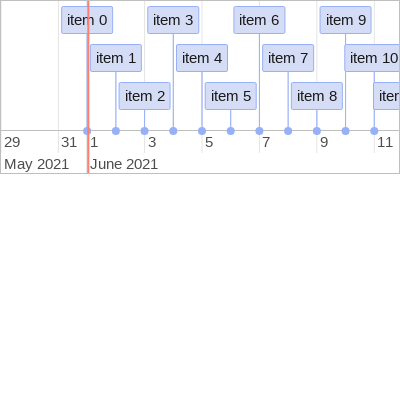 item 0 item 3 item 6 item 9
item 1 item 4 item 7 item 10
item 2 item 5 item 8
29 31 1 3 5 7 9 11
May 2021 June 2021